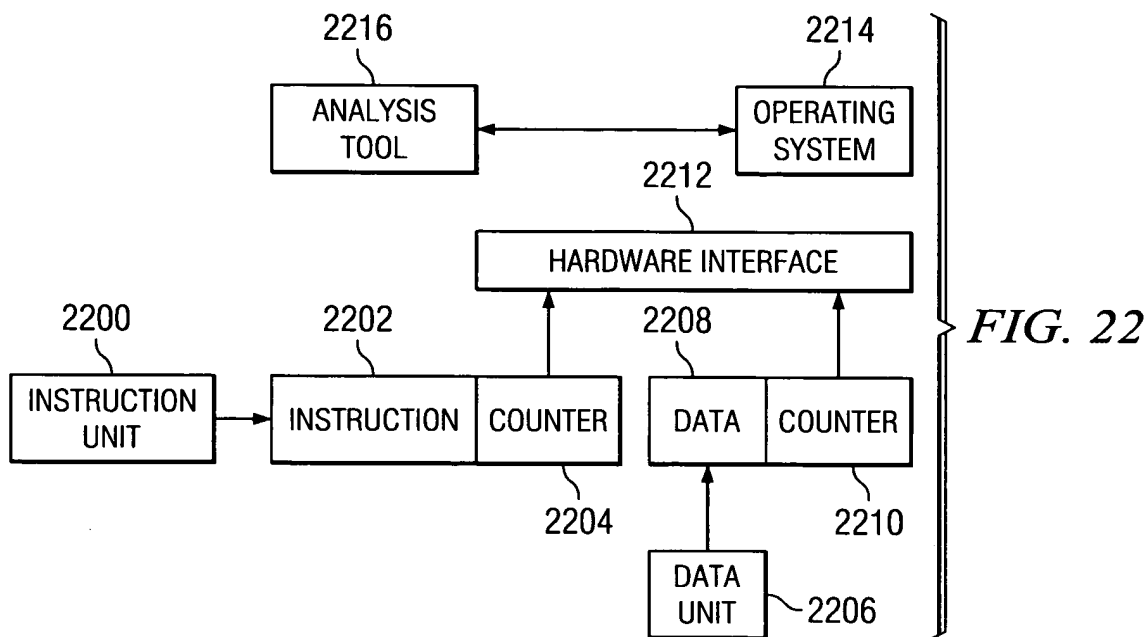 2216
2214
ANALYSIS
TOOL
OPERATING
SYSTEM
2212
HARDWARE INTERFACE
2200
2202
2208
INSTRUCTION
UNIT
INSTRUCTION
COUNTER
DATA
COUNTER
2204
2210
DATA
UNIT
2206
FIG. 22